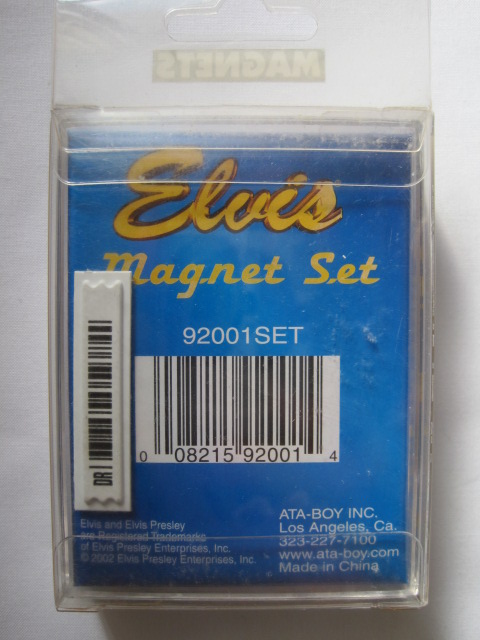 MAGNETS
Elvis
Magnet Set
92001SET
0 08215 92001 4
DR
Elvis and Elvis Presley
are Registered Trademarks
of Elvis Presley Enterprises, Inc.
© 2002 Elvis Presley Enterprises, Inc.
ATA-BOY INC.
Los Angeles, Ca.
323-227-7100
www.ata-boy.com
Made in China